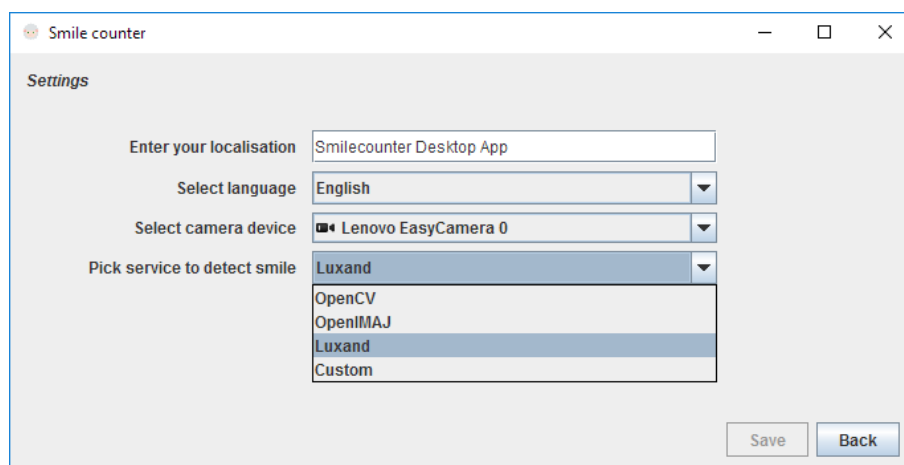 Smile counter
Settings
Enter your localisation Smilecounter Desktop App
Select language English
Select camera device Lenovo EasyCamera 0
Pick service to detect smile Luxand
OpenCV
OpenIMAJ
Luxand
Custom
Save Back